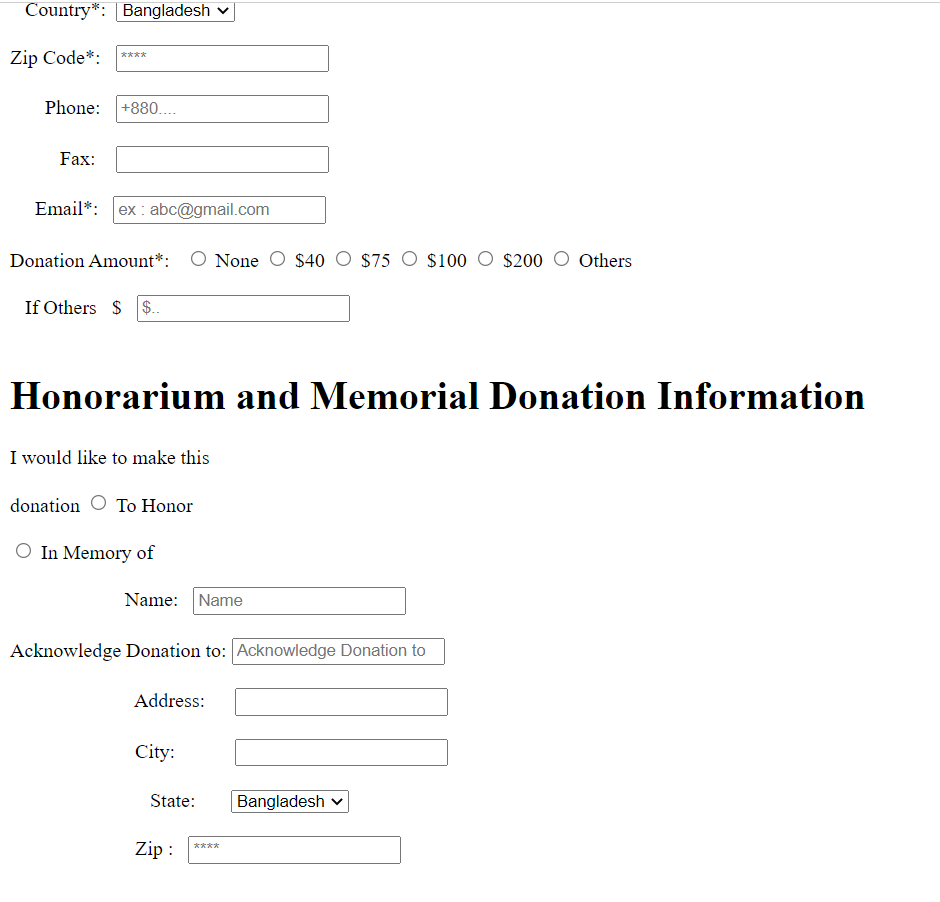 Country*: Bangladesh
Zip Code*: ****
Phone: +880....
Fax:
Email*: ex : abc@gmail.com
Donation Amount*: None $40 $75 $100 $200 Others
If Others $ $..
Honorarium and Memorial Donation Information
I would like to make this
donation To Honor
In Memory of
Name: Name
Acknowledge Donation to: Acknowledge Donation to
Address:
City:
State: Bangladesh
Zip : ****